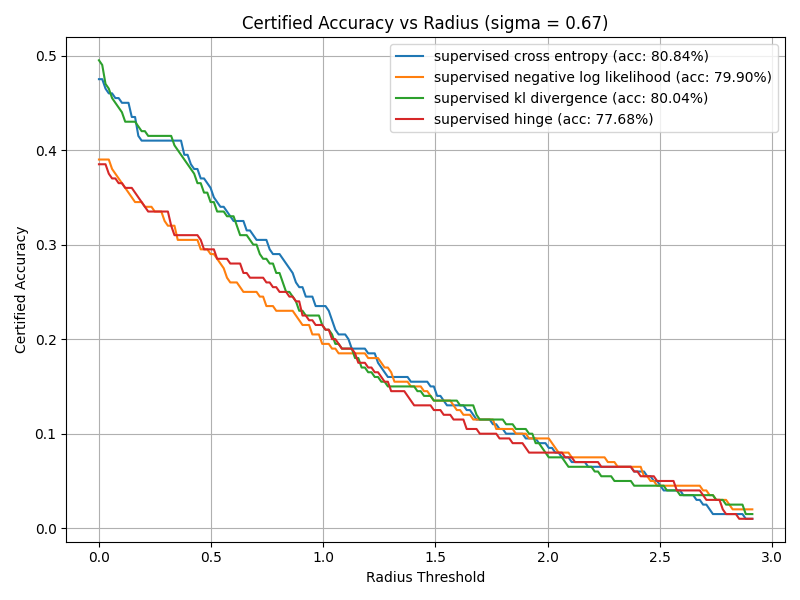 Certified Accuracy vs Radius (sigma = 0.67)
supervised cross entropy (acc: 80.84%)
supervised negative log likelihood (acc: 79.90%)
supervised kl divergence (acc: 80.04%)
supervised hinge (acc: 77.68%)
Certified Accuracy
0.5
0.4
0.3
0.2
0.1
0.0
0.0 0.5 1.0 1.5 2.0 2.5 3.0
Radius Threshold